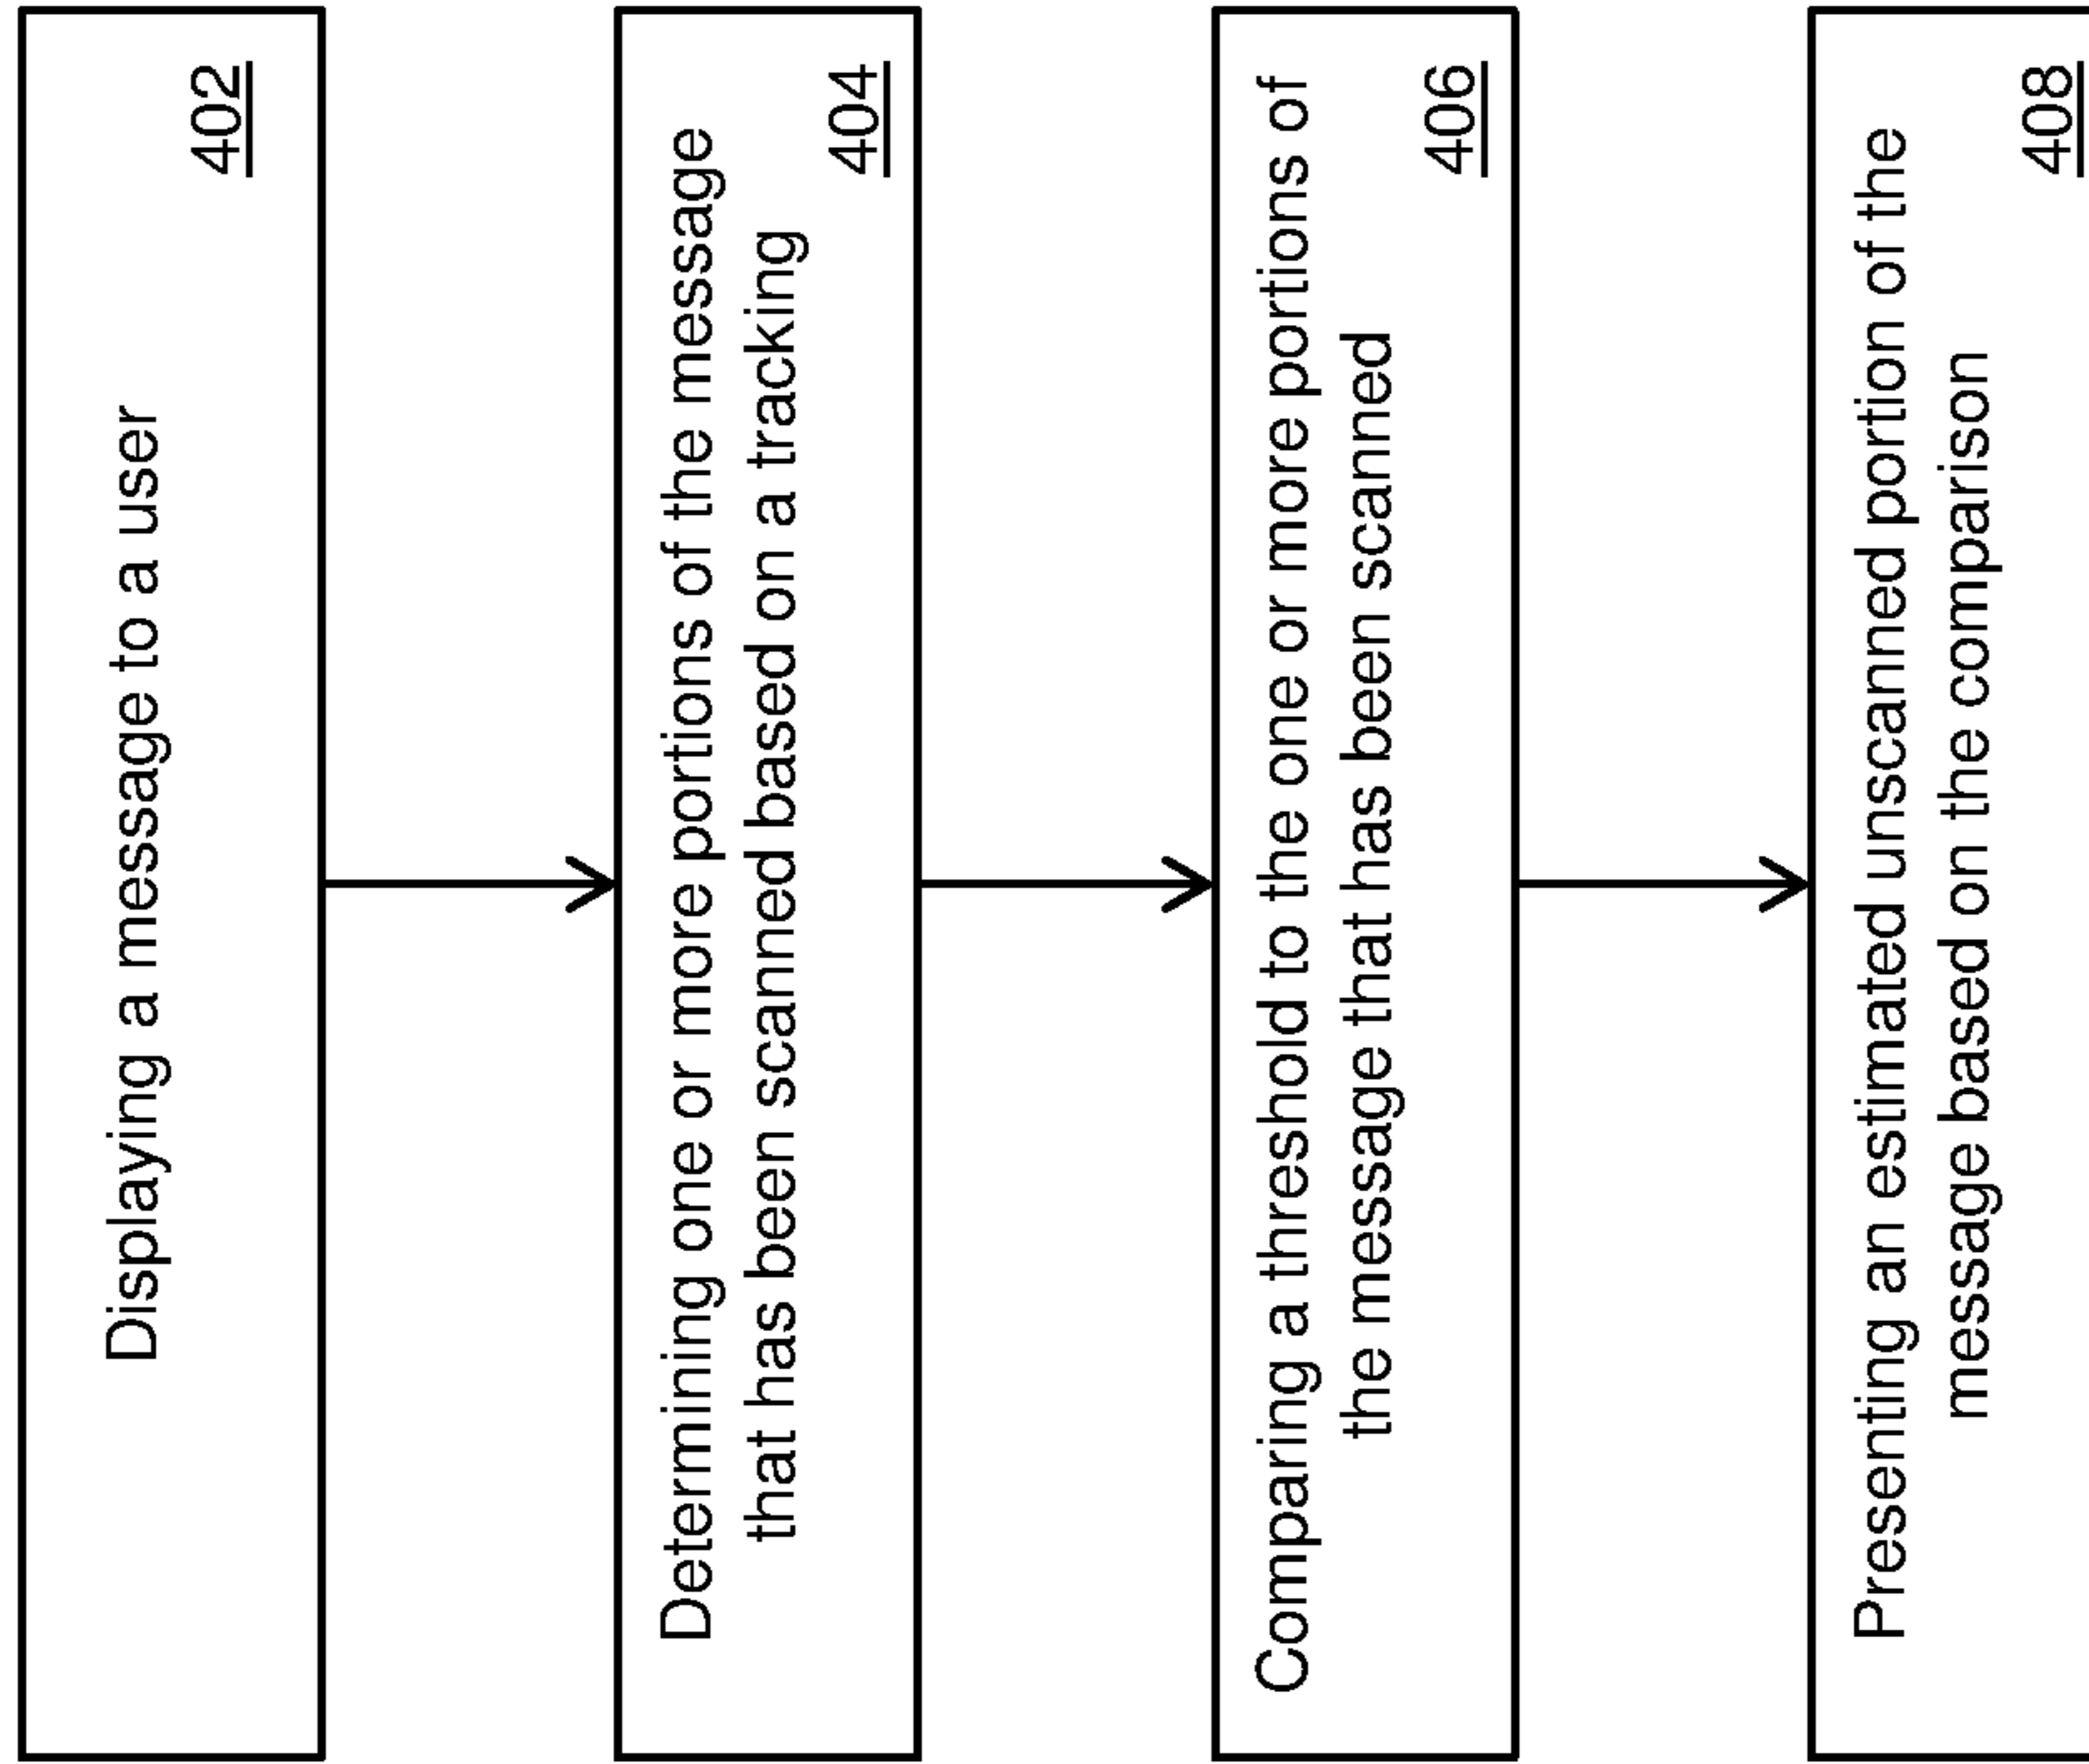 Displaying a message to a user
402
Determining one or more portions of the message
that has been scanned based on a tracking
404
Comparing a threshold to the one or more portions of
the message that has been scanned
406
Presenting an estimated unscanned portion of the
message based on the comparison
408